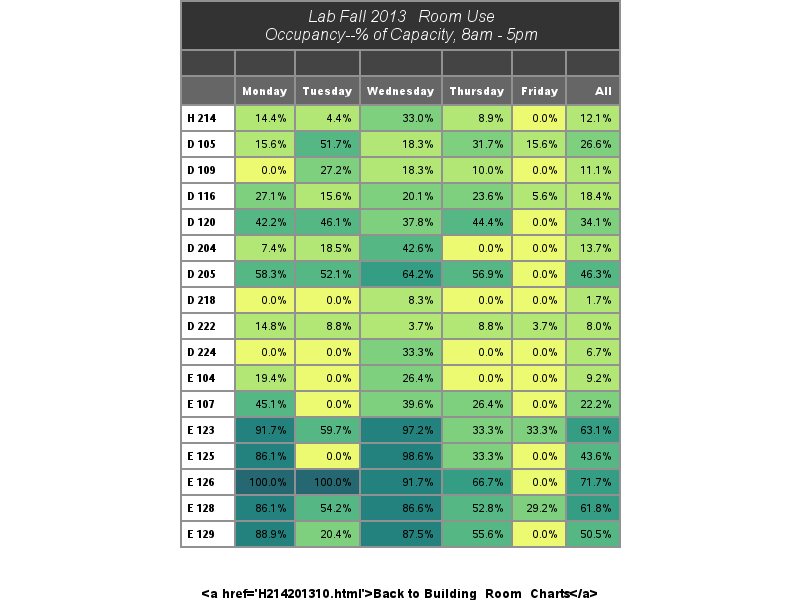 Lab Fall 2013 Room Use
Occupancy--% of Capacity, 8am - 5pm
Monday Tuesday Wednesday Thursday Friday All
H 214 14.4% 4.4% 33.0% 8.9% 0.0% 12.1%
D 105 15.6% 51.7% 18.3% 31.7% 15.6% 26.6%
D 109 0.0% 27.2% 18.3% 10.0% 0.0% 11.1%
D 116 27.1% 15.6% 20.1% 23.6% 5.6% 18.4%
D 120 42.2% 46.1% 37.8% 44.4% 0.0% 34.1%
D 204 7.4% 18.5% 42.6% 0.0% 0.0% 13.7%
D 205 58.3% 52.1% 64.2% 56.9% 0.0% 46.3%
D 218 0.0% 0.0% 8.3% 0.0% 0.0% 1.7%
D 222 14.8% 8.8% 3.7% 8.8% 3.7% 8.0%
D 224 0.0% 0.0% 33.3% 0.0% 0.0% 6.7%
E 104 19.4% 0.0% 26.4% 0.0% 0.0% 9.2%
E 107 45.1% 0.0% 39.6% 26.4% 0.0% 22.2%
E 123 91.7% 59.7% 97.2% 33.3% 33.3% 63.1%
E 125 86.1% 0.0% 98.6% 33.3% 0.0% 43.6%
E 126 100.0% 100.0% 91.7% 66.7% 0.0% 71.7%
E 128 86.1% 54.2% 86.6% 52.8% 29.2% 61.8%
E 129 88.9% 20.4% 87.5% 55.6% 0.0% 50.5%
<a href='H214201310.html'>Back to Building_Room_Charts</a>